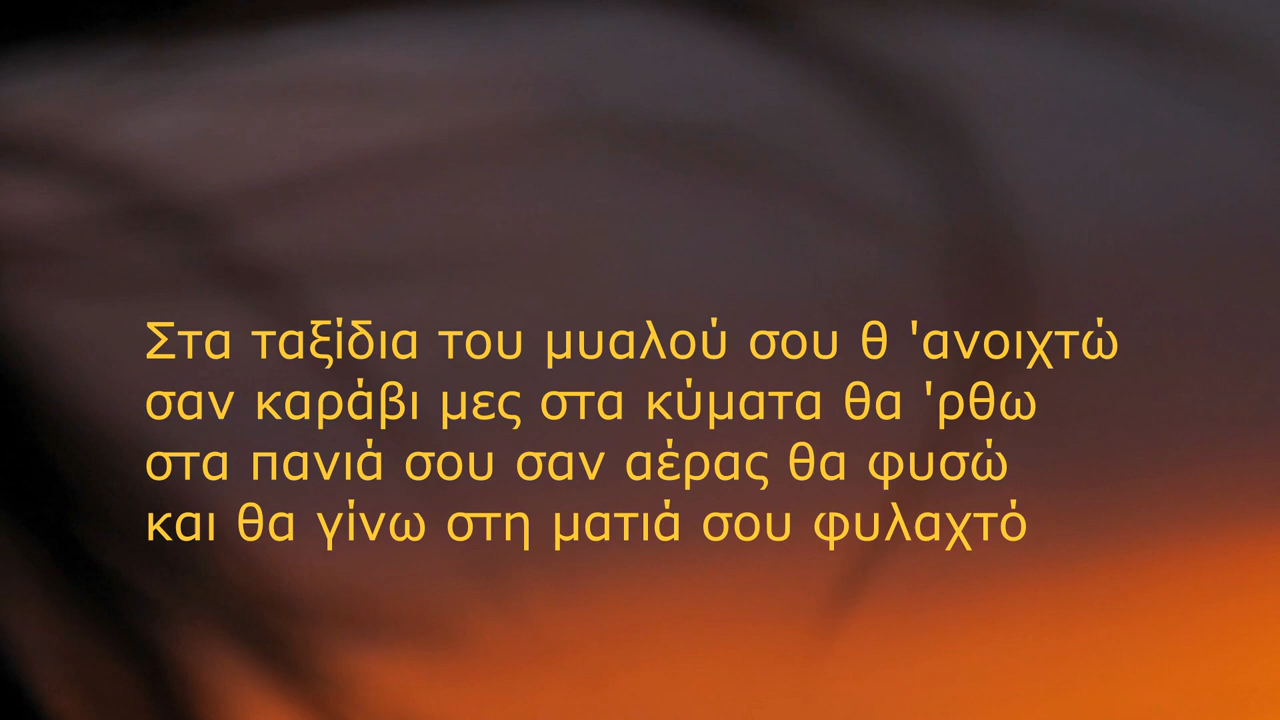 Στα ταξίδια του μυαλού σου θ 'ανοιχτώ
σαν καράβι μες στα κύματα θα 'ρθω
στα πανιά σου σαν αέρας θα φυσώ
και θα γίνω στη ματιά σου φυλαχτό